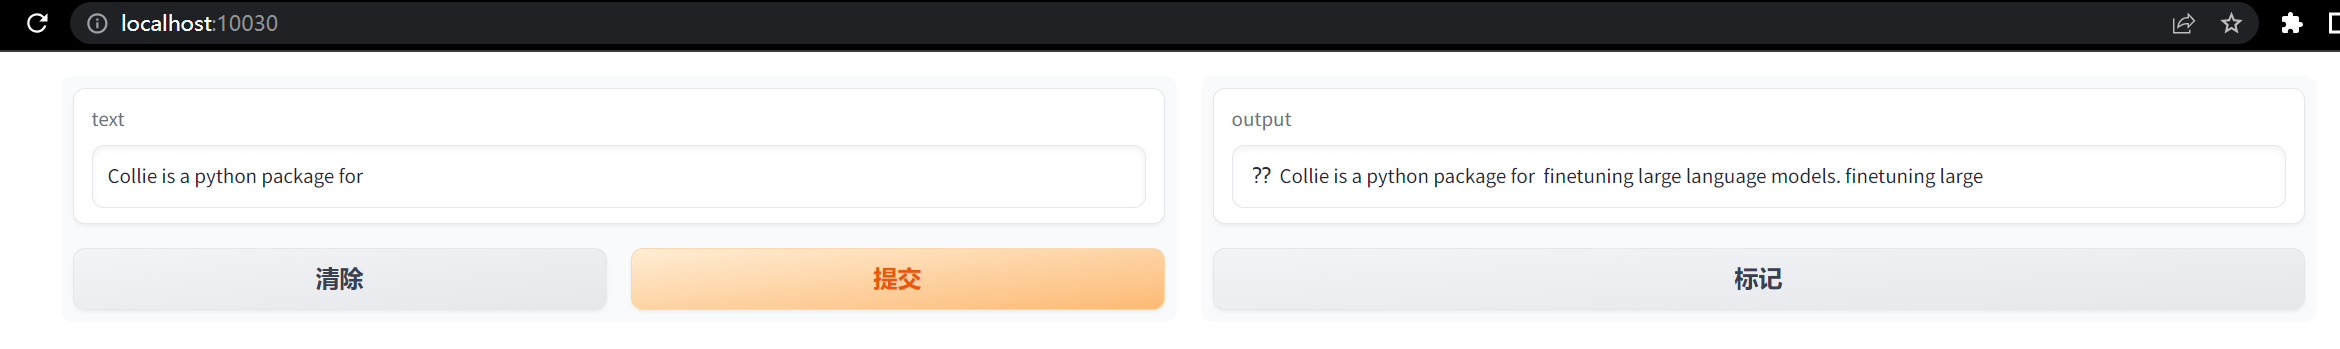 localhost:10030
text
Collie is a python package for
清除
提交
output
?? Collie is a python package for  finetuning large language models. finetuning large
标记